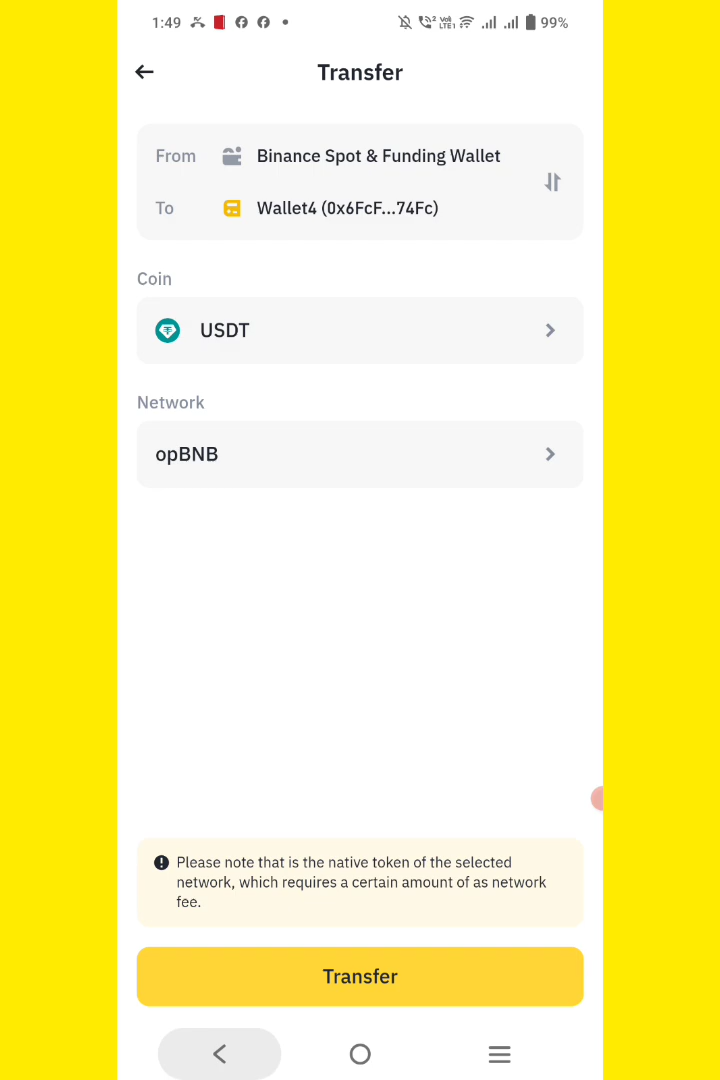 1:49 99%
Transfer
From Binance Spot & Funding Wallet
To Wallet4 (0x6FcF...74Fc)
Coin
USDT
Network
opBNB
Please note that is the native token of the selected
network, which requires a certain amount of as network
fee.
Transfer